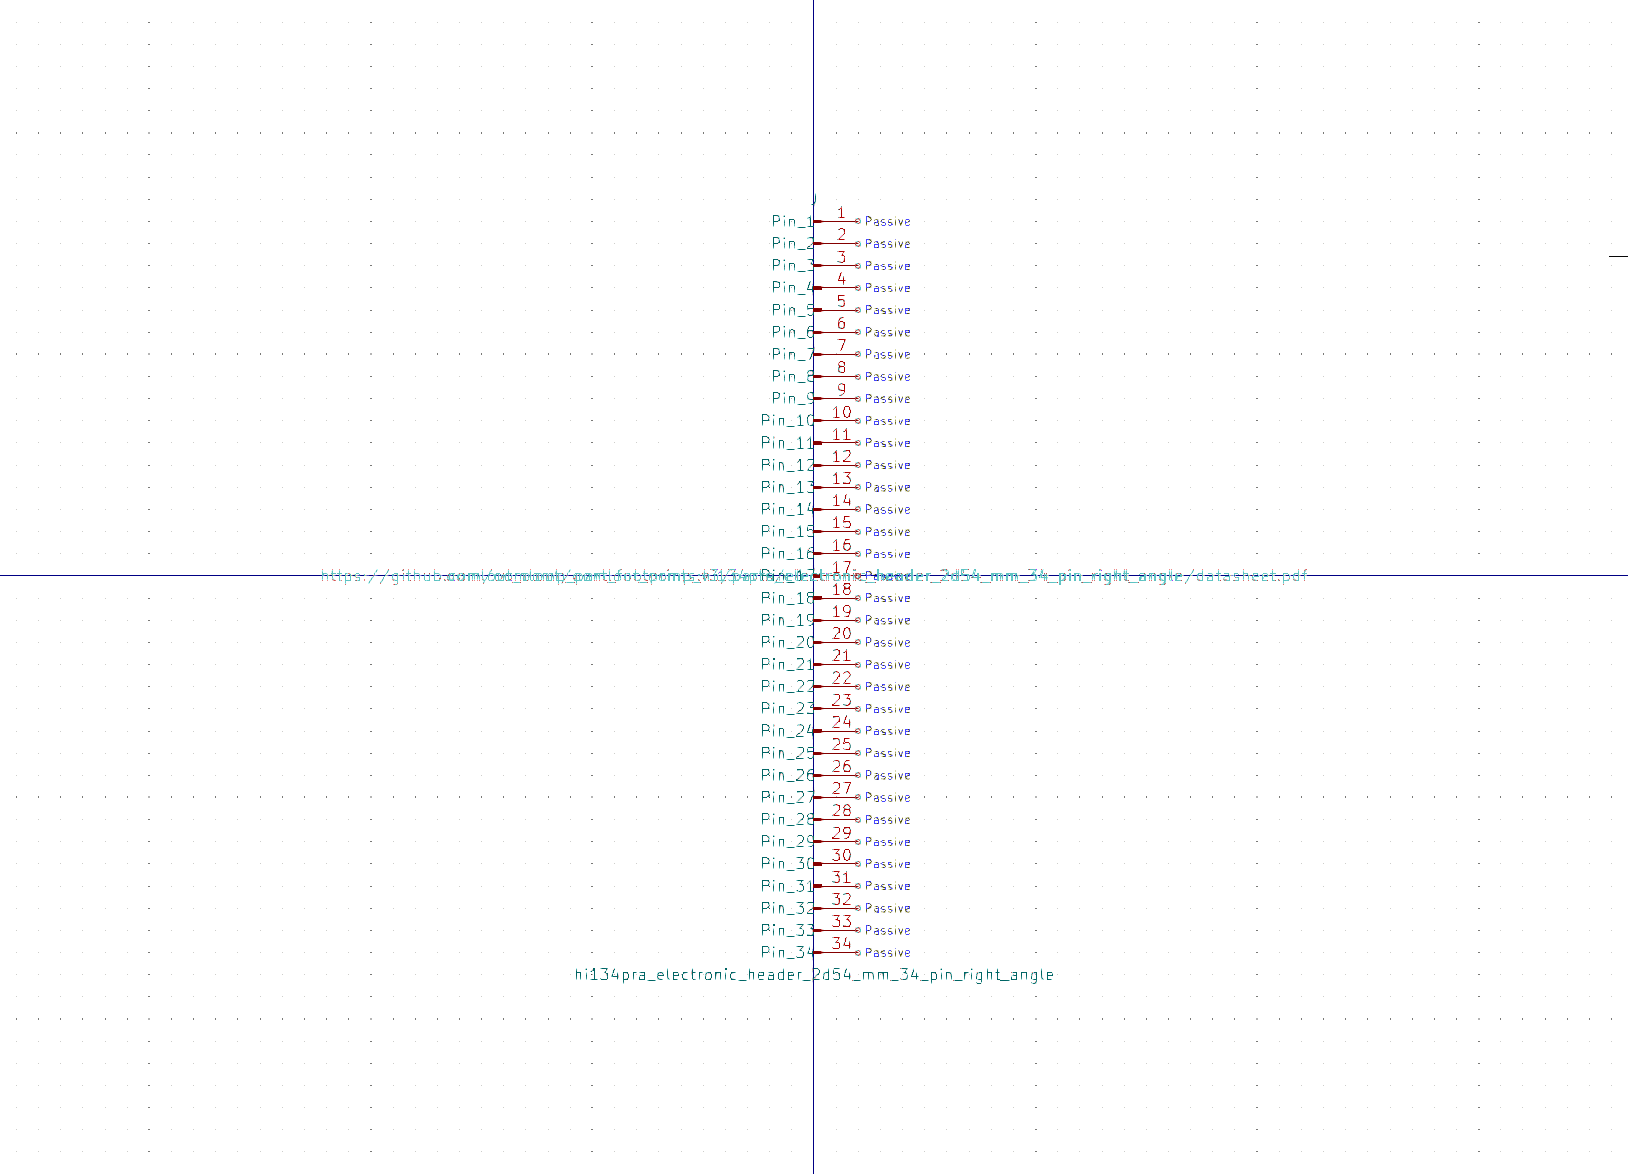 J
Pin_1 1 Passive
Pin_2 2 Passive
Pin_3 3 Passive
Pin_4 4 Passive
Pin_5 5 Passive
Pin_6 6 Passive
Pin_7 7 Passive
Pin_8 8 Passive
Pin_9 9 Passive
Pin_10 10 Passive
Pin_11 11 Passive
Pin_12 12 Passive
Pin_13 13 Passive
Pin_14 14 Passive
Pin_15 15 Passive
Pin_16 16 Passive
17
https://github. _mm_34_pin_right_angle/datasheet.pdf
Pin_18 18 Passive
Pin_19 19 Passive
Pin_20 20 Passive
Pin_21 21 Passive
Pin_22 22 Passive
Pin_23 23 Passive
Pin_24 24 Passive
Pin_25 25 Passive
Pin_26 26 Passive
Pin_27 27 Passive
Pin_28 28 Passive
Pin_29 29 Passive
Pin_30 30 Passive
Pin_31 31 Passive
Pin_32 32 Passive
Pin_33 33 Passive
Pin_34 34 Passive
hi134pra_electronic_header_2d54_mm_34_pin_right_angle